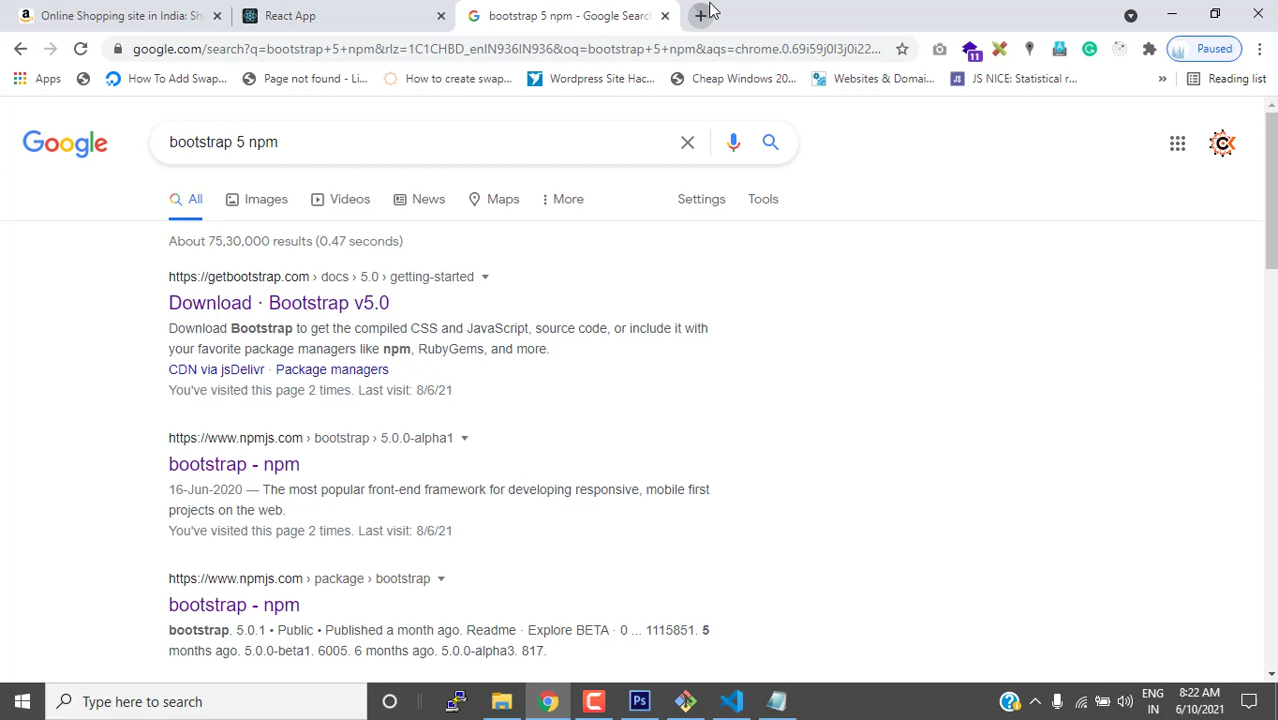 Online Shopping site in India: Sh
React App
bootstrap 5 npm - Google Search
google.com/search?q=bootstrap+5+npm&rlz=1C1CHBD_enIN936IN936&oq=bootstrap+5+npm&aqs=chrome.0.69i59j0l3j0i22...
11
Paused
Apps
How To Add Swap...
Page not found - Li...
How to create swap...
Wordpress Site Hac...
Cheap Windows 20...
Websites & Domai...
JS NICE: Statistical r...
»
Reading list
Google
bootstrap 5 npm
All
Images
Videos
News
Maps
More
Settings
Tools
About 75,30,000 results (0.47 seconds)
https://getbootstrap.com › docs › 5.0 › getting-started
Download · Bootstrap v5.0
Download Bootstrap to get the compiled CSS and JavaScript, source code, or include it with
your favorite package managers like npm, RubyGems, and more.
CDN via jsDelivr · Package managers
You've visited this page 2 times. Last visit: 8/6/21
https://www.npmjs.com › bootstrap › 5.0.0-alpha1
bootstrap - npm
16-Jun-2020 — The most popular front-end framework for developing responsive, mobile first
projects on the web.
You've visited this page 2 times. Last visit: 8/6/21
https://www.npmjs.com › package › bootstrap
bootstrap - npm
bootstrap. 5.0.1 • Public • Published a month ago. Readme · Explore BETA · 0 ... 1115851. 5
months ago. 5.0.0-beta1. 6005. 6 months ago. 5.0.0-alpha3. 817.
Type here to search
Ps
ENG
IN
8:22 AM
6/10/2021